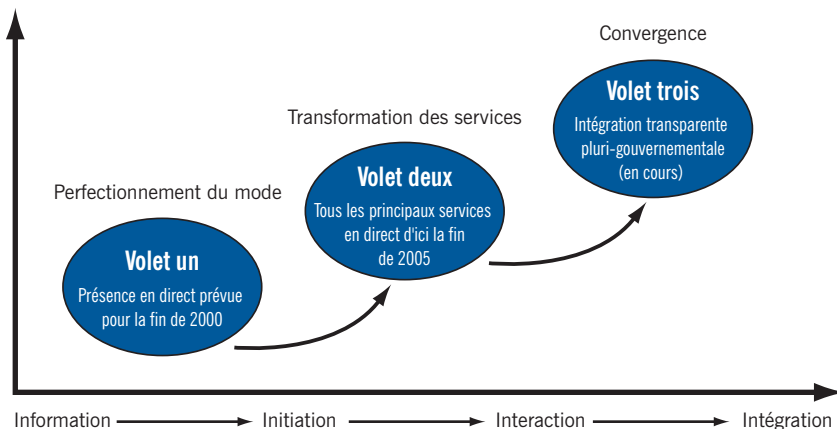 Convergence
Volet trois
Intégration transparente
pluri-gouvernementale
(en cours)
Transformation des services
Volet deux
Tous les principaux services
en direct d'ici la fin
de 2005
Perfectionnement du mode
Volet un
Présence en direct prévue
pour la fin de 2000
Information Initiation Interaction Intégration